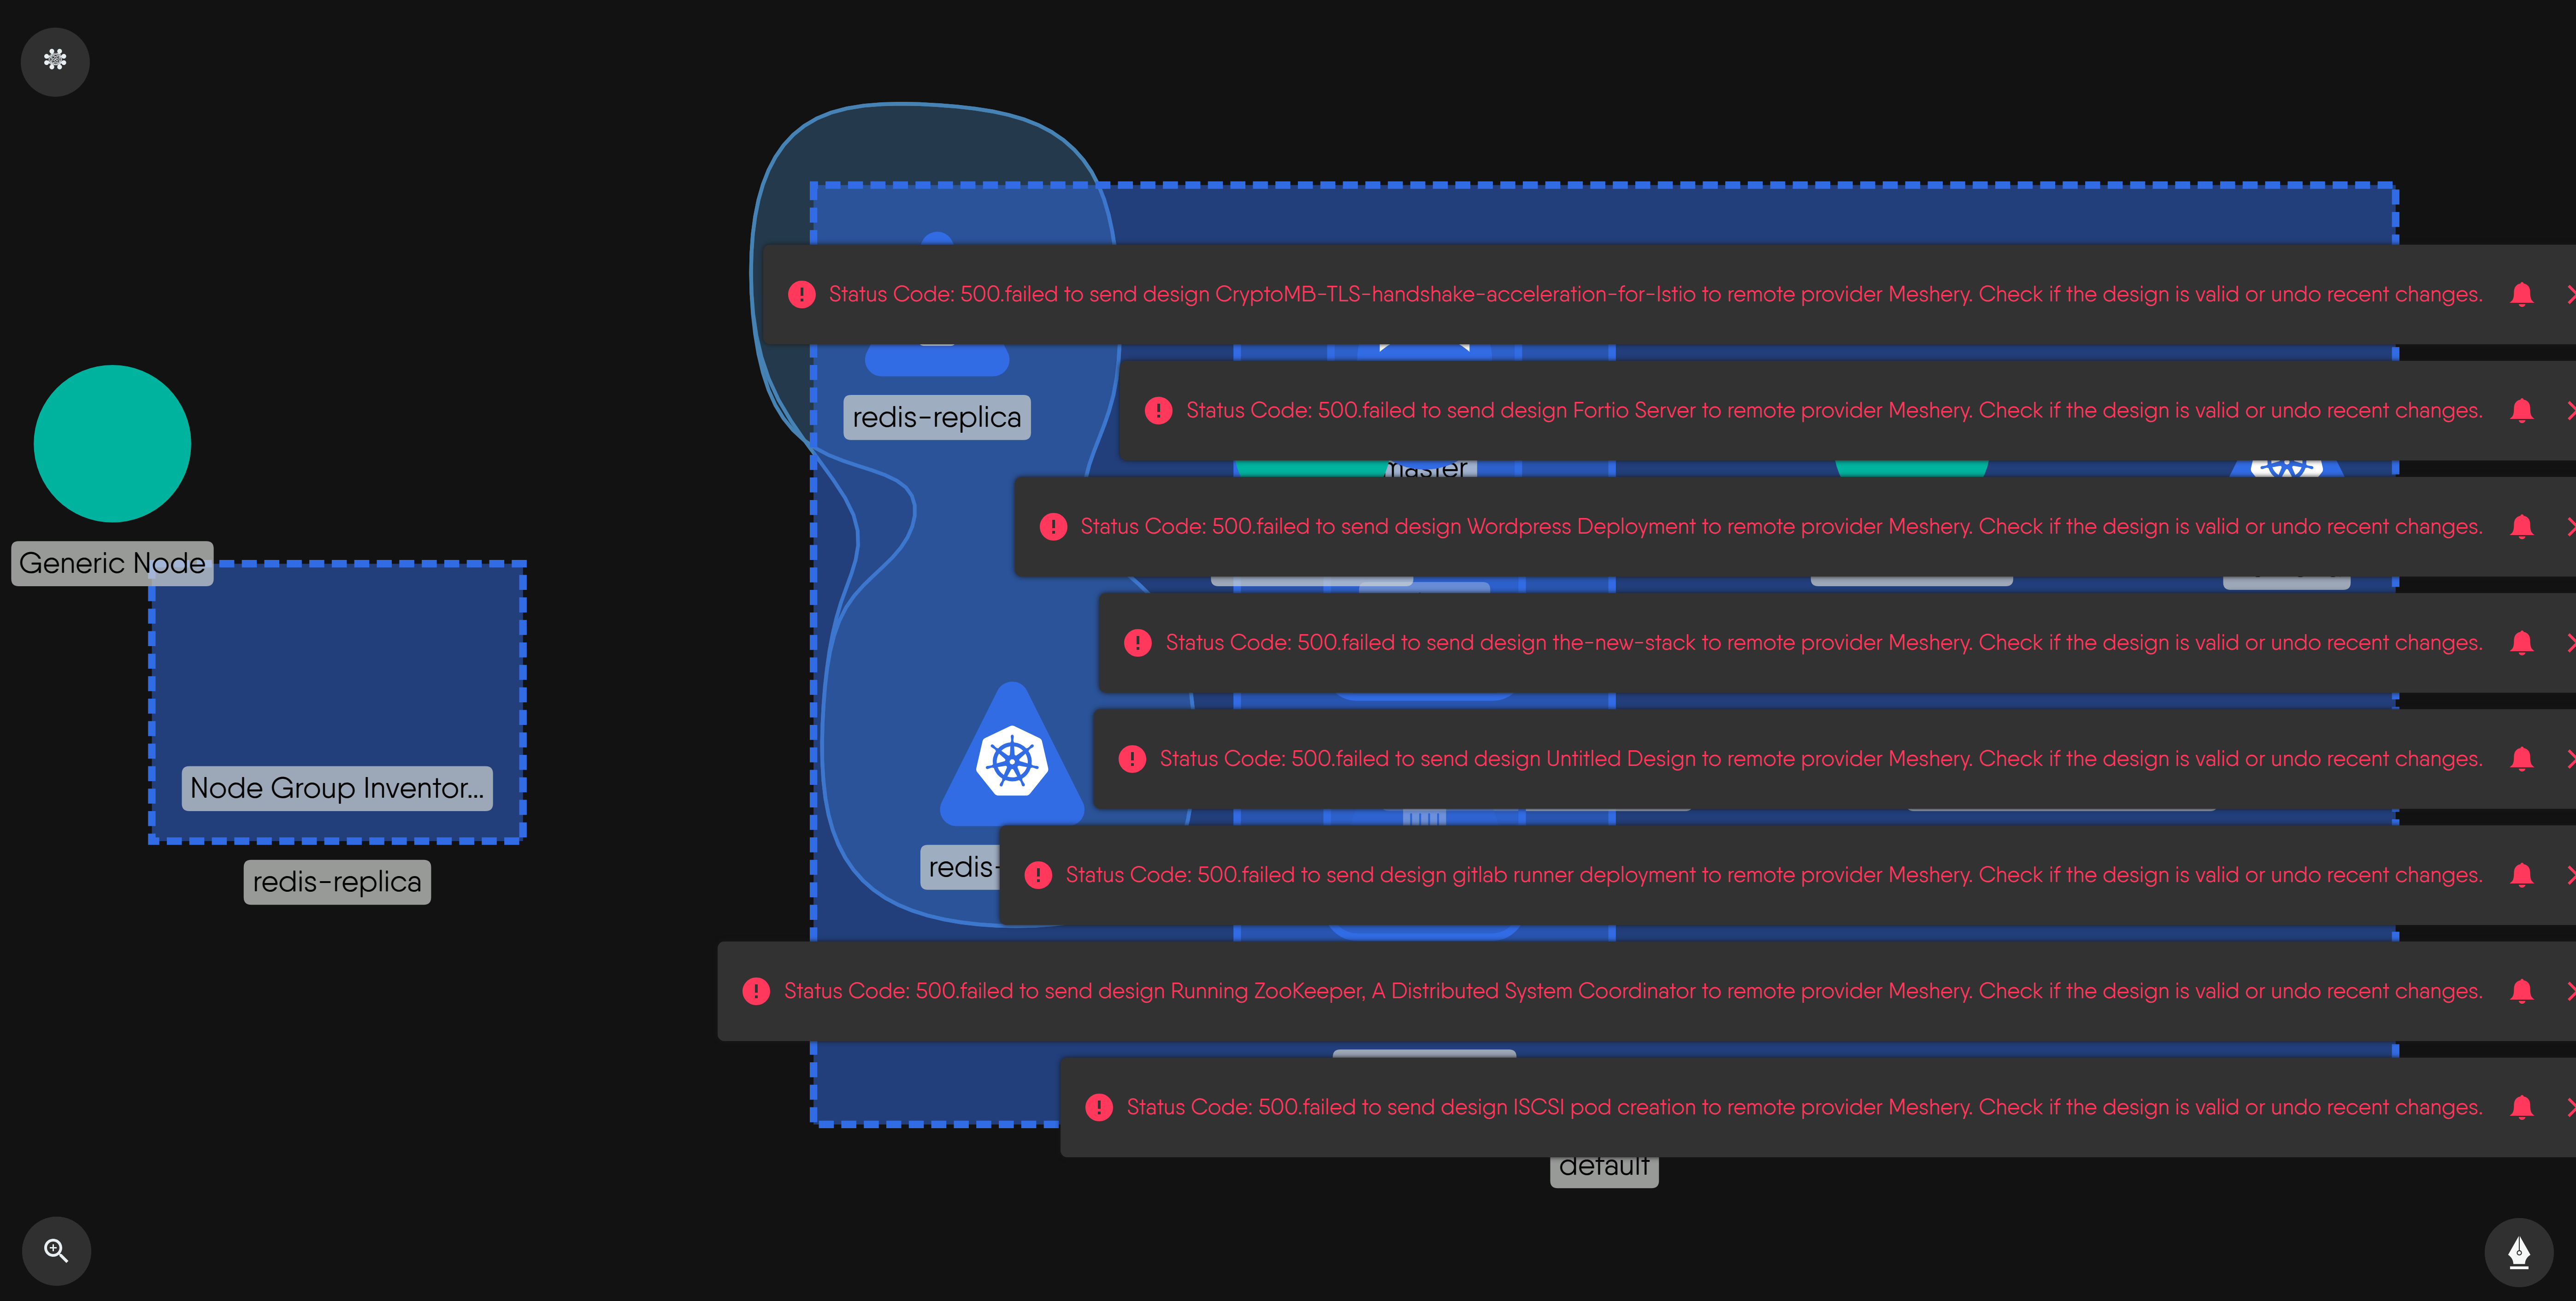 Status Code: 500.failed to send design CryptoMB-TLS-handshake-acceleration-for-Istio to remote provider Meshery. Check if the design is valid or undo recent changes.
Status Code: 500.failed to send design Fortio Server to remote provider Meshery. Check if the design is valid or undo recent changes.
redis-replica
master
Status Code: 500.failed to send design Wordpress Deployment to remote provider Meshery. Check if the design is valid or undo recent changes.
Generic Node
Status Code: 500.failed to send design the-new-stack to remote provider Meshery. Check if the design is valid or undo recent changes.
Status Code: 500.failed to send design Untitled Design to remote provider Meshery. Check if the design is valid or undo recent changes.
Node Group Inventor...
redis-
Status Code: 500.failed to send design gitlab runner deployment to remote provider Meshery. Check if the design is valid or undo recent changes.
redis-replica
Status Code: 500.failed to send design Running ZooKeeper, A Distributed System Coordinator to remote provider Meshery. Check if the design is valid or undo recent changes.
Status Code: 500.failed to send design ISCSI pod creation to remote provider Meshery. Check if the design is valid or undo recent changes.
default